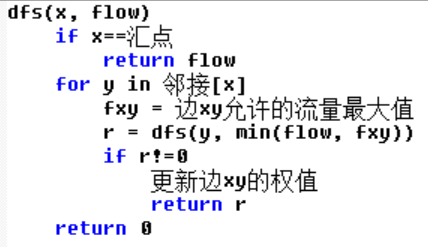 dfs(x, flow)
    if x==汇点
        return flow
    for y in 邻接[x]
        fxy = 边xy允许的流量最大值
        r = dfs(y, min(flow, fxy))
        if r!=0
            更新边xy的权值
            return r
    return 0